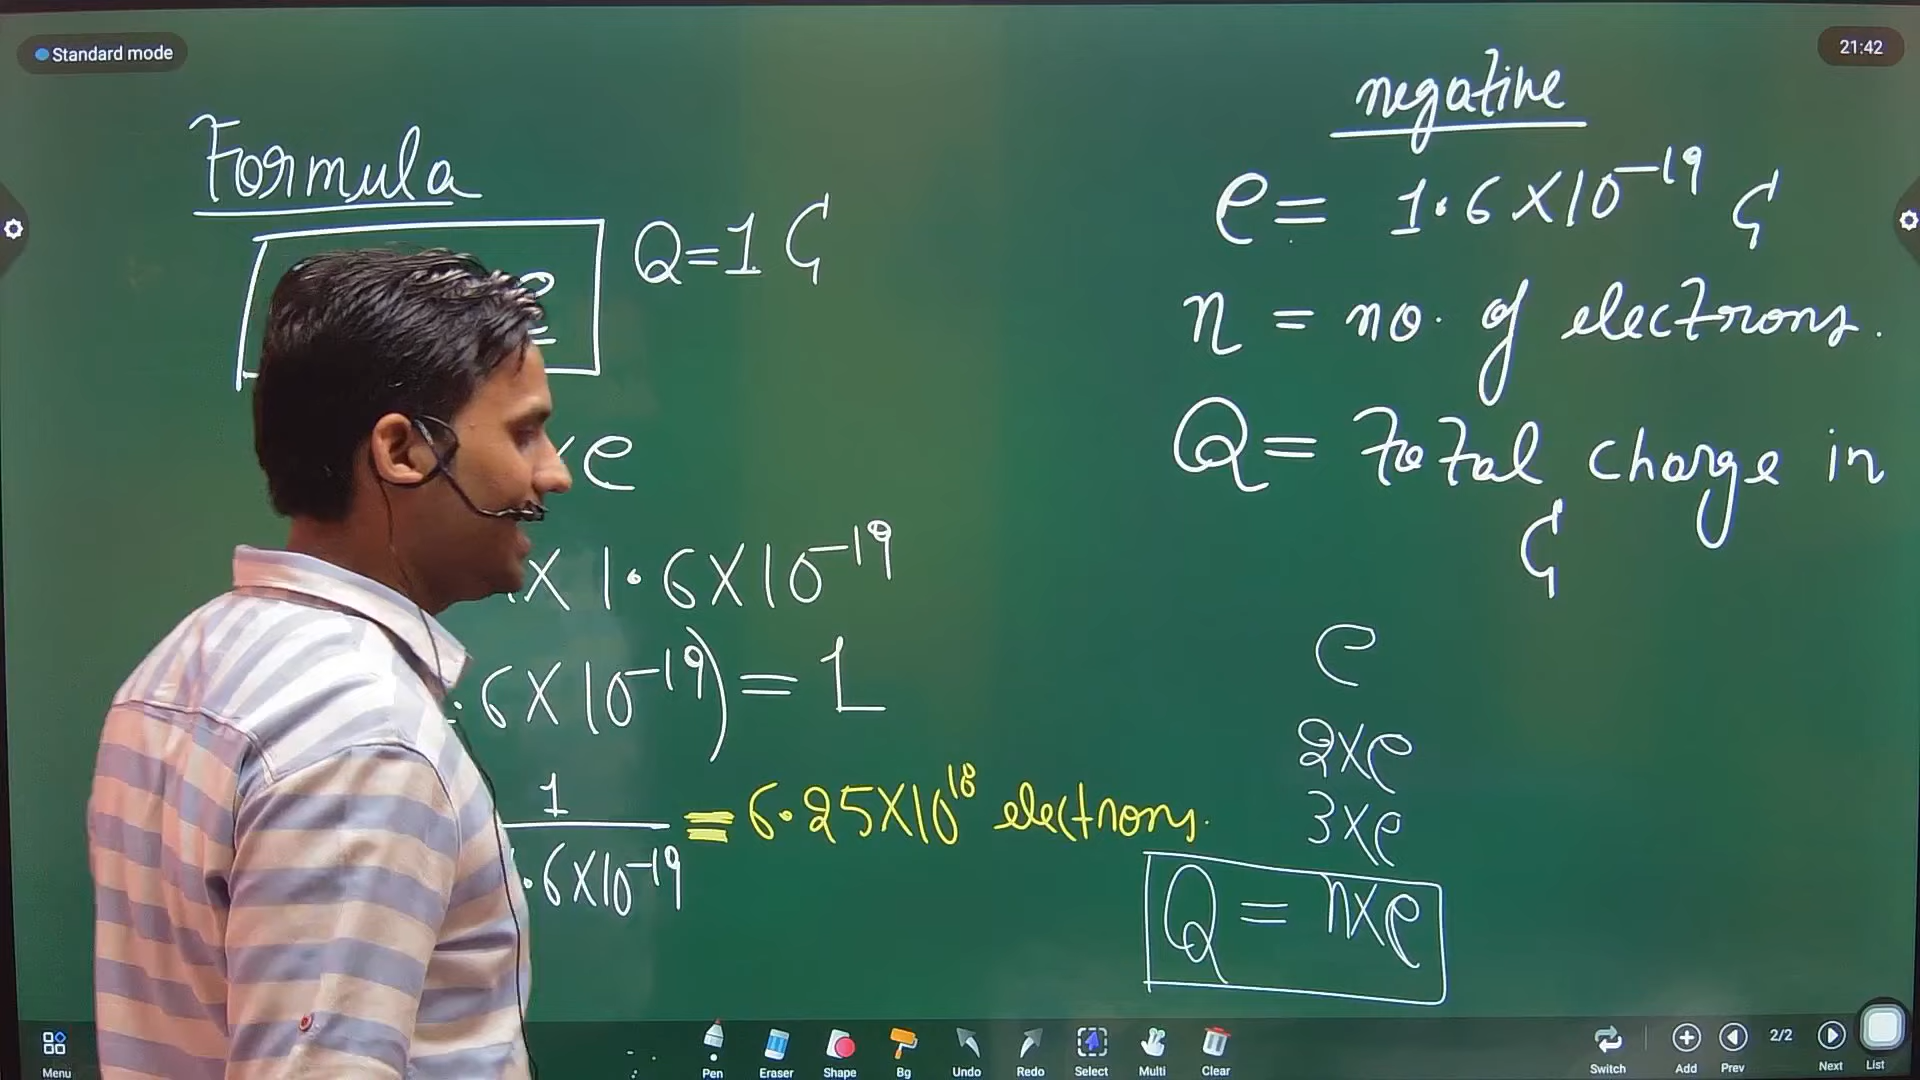 Standard mode
21:42
Formula
Q=1 C
e
× e
× 1.6×10⁻¹⁹
.6×10⁻¹⁹) = 1
1
.6×10⁻¹⁹
= 6.25×10¹⁸ electrons.
negative
e = 1.6×10⁻¹⁹ C
n = no. of electrons.
Q = Total charge in
C
e
2×e
3×e
Q = n×e
Menu
Pen
Eraser
Shape
Bg
Undo
Redo
Select
Multi
Clear
Switch
Add
Prev
2/2
Next
List